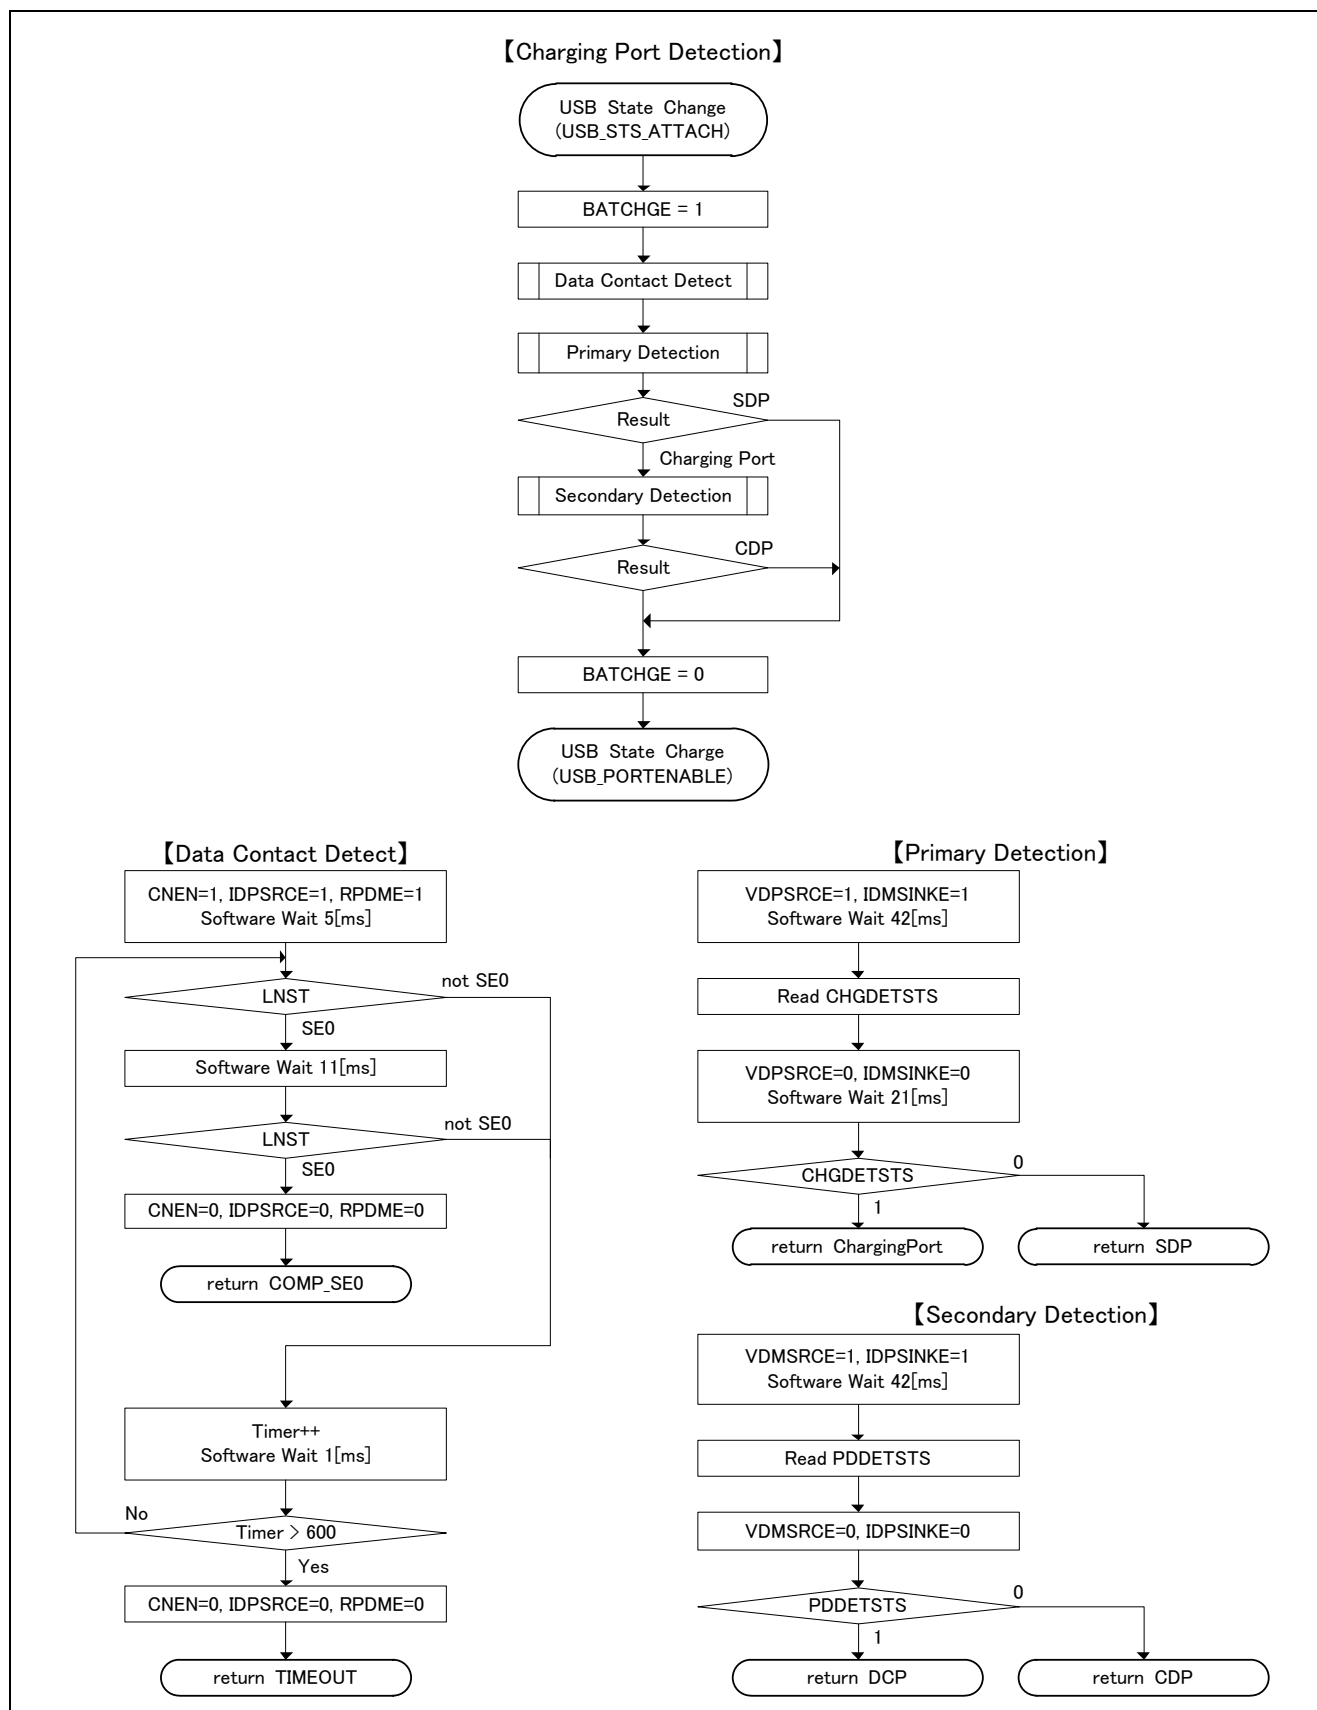 【Charging Port Detection】
USB State Change
(USB_STS_ATTACH)
BATCHGE = 1
Data Contact Detect
Primary Detection
SDP
Result
Charging Port
Secondary Detection
CDP
Result
BATCHGE = 0
USB State Charge
(USB_PORTENABLE)
【Data Contact Detect】
CNEN=1, IDPSRCE=1, RPDME=1
Software Wait 5[ms]
not SE0
LNST
SE0
Software Wait 11[ms]
not SE0
LNST
SE0
CNEN=0, IDPSRCE=0, RPDME=0
return COMP_SE0
Timer++
Software Wait 1[ms]
No
Timer > 600
Yes
CNEN=0, IDPSRCE=0, RPDME=0
return TIMEOUT
【Primary Detection】
VDPSRCE=1, IDMSINKE=1
Software Wait 42[ms]
Read CHGDETSTS
VDPSRCE=0, IDMSINKE=0
Software Wait 21[ms]
0
CHGDETSTS
1
return ChargingPort
return SDP
【Secondary Detection】
VDMSRCE=1, IDPSINKE=1
Software Wait 42[ms]
Read PDDETSTS
VDMSRCE=0, IDPSINKE=0
0
PDDETSTS
1
return DCP
return CDP